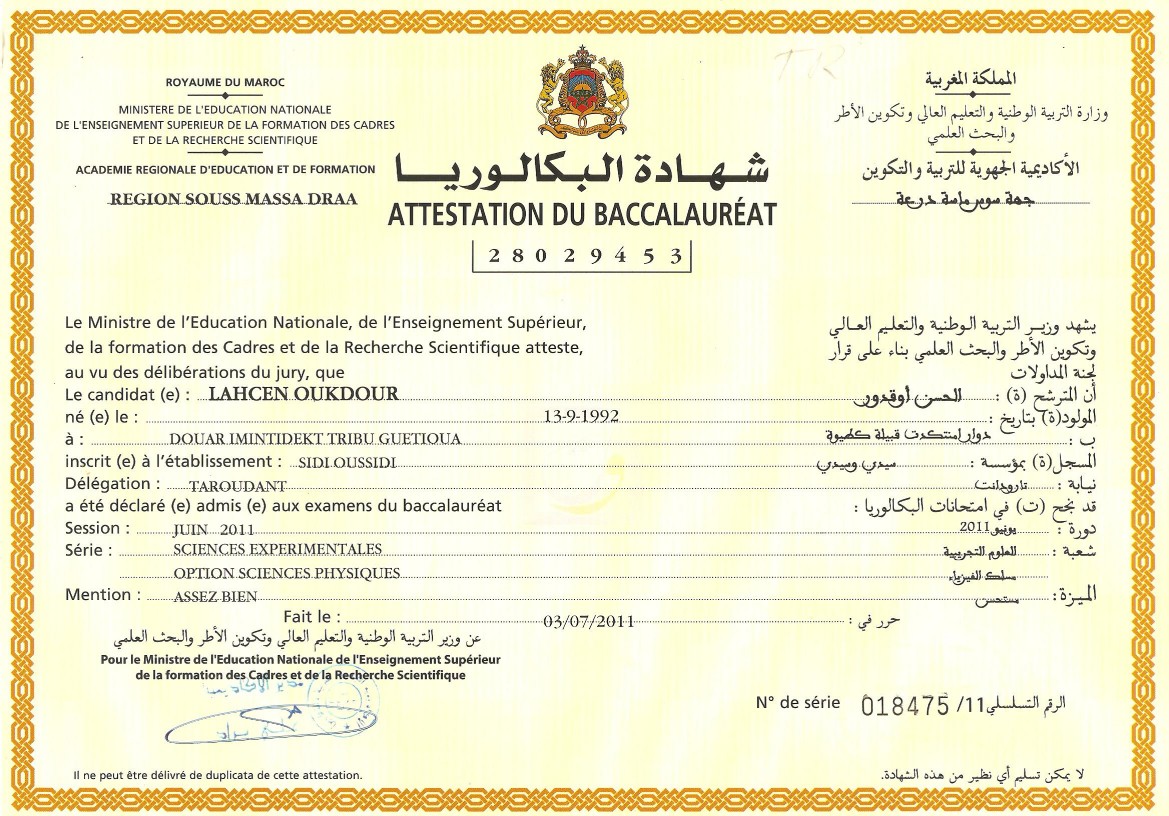 ROYAUME DU MAROC
MINISTERE DE L'EDUCATION NATIONALE
DE L'ENSEIGNEMENT SUPERIEUR DE LA FORMATION DES CADRES
ET DE LA RECHERCHE SCIENTIFIQUE
ACADEMIE REGIONALE D'EDUCATION ET DE FORMATION
REGION SOUSS MASSA DRAA
TR
المملكة المغربية
وزارة التربية الوطنية والتعليم العالي وتكوين الأطر
والبحث العلمي
الأكاديمية الجهوية للتربية والتكوين
جهة سوس ماسة درعة
شهادة البكالوريا
ATTESTATION DU BACCALAURÉAT
28029453
Le Ministre de l'Education Nationale, de l'Enseignement Supérieur,
de la formation des Cadres et de la Recherche Scientifique atteste,
au vu des délibérations du jury, que
يشهد وزير التربية الوطنية والتعليم العالي
وتكوين الأطر والبحث العلمي بناء على قرار
لجنة المداولات
Le candidat (e) : LAHCEN OUKDOUR
أن المترشح (ة) : الحسن أوقدور
né (e) le : 13-9-1992 المولود(ة) بتاريخ :
à : DOUAR IMINTIDEKT TRIBU GUETIOUA
ب : دوار امنتكدت قبيلة كطيوة
inscrit (e) à l'établissement : SIDI OUSSIDI
المسجل(ة) بمؤسسة : سيدي وسيدي
Délégation : TAROUDANT
نيابة : تارودانت
a été déclaré (e) admis (e) aux examens du baccalauréat
قد نجح (ت) في امتحانات البكالوريا :
Session : JUIN 2011
دورة : يونيو 2011
Série : SCIENCES EXPERIMENTALES
شعبة : العلوم التجريبية
OPTION SCIENCES PHYSIQUES
مسلك الفيزياء
Mention : ASSEZ BIEN
الميزة : مستحسن
Fait le : 03/07/2011 حرر في :
عن وزير التربية الوطنية والتعليم العالي وتكوين الأطر والبحث العلمي
Pour le Ministre de l'Education Nationale de l'Enseignement Supérieur
de la formation des Cadres et de la Recherche Scientifique
N° de série 018475 /11 الرقم التسلسلي
Il ne peut être délivré de duplicata de cette attestation.
لا يمكن تسليم أي نظير من هذه الشهادة.